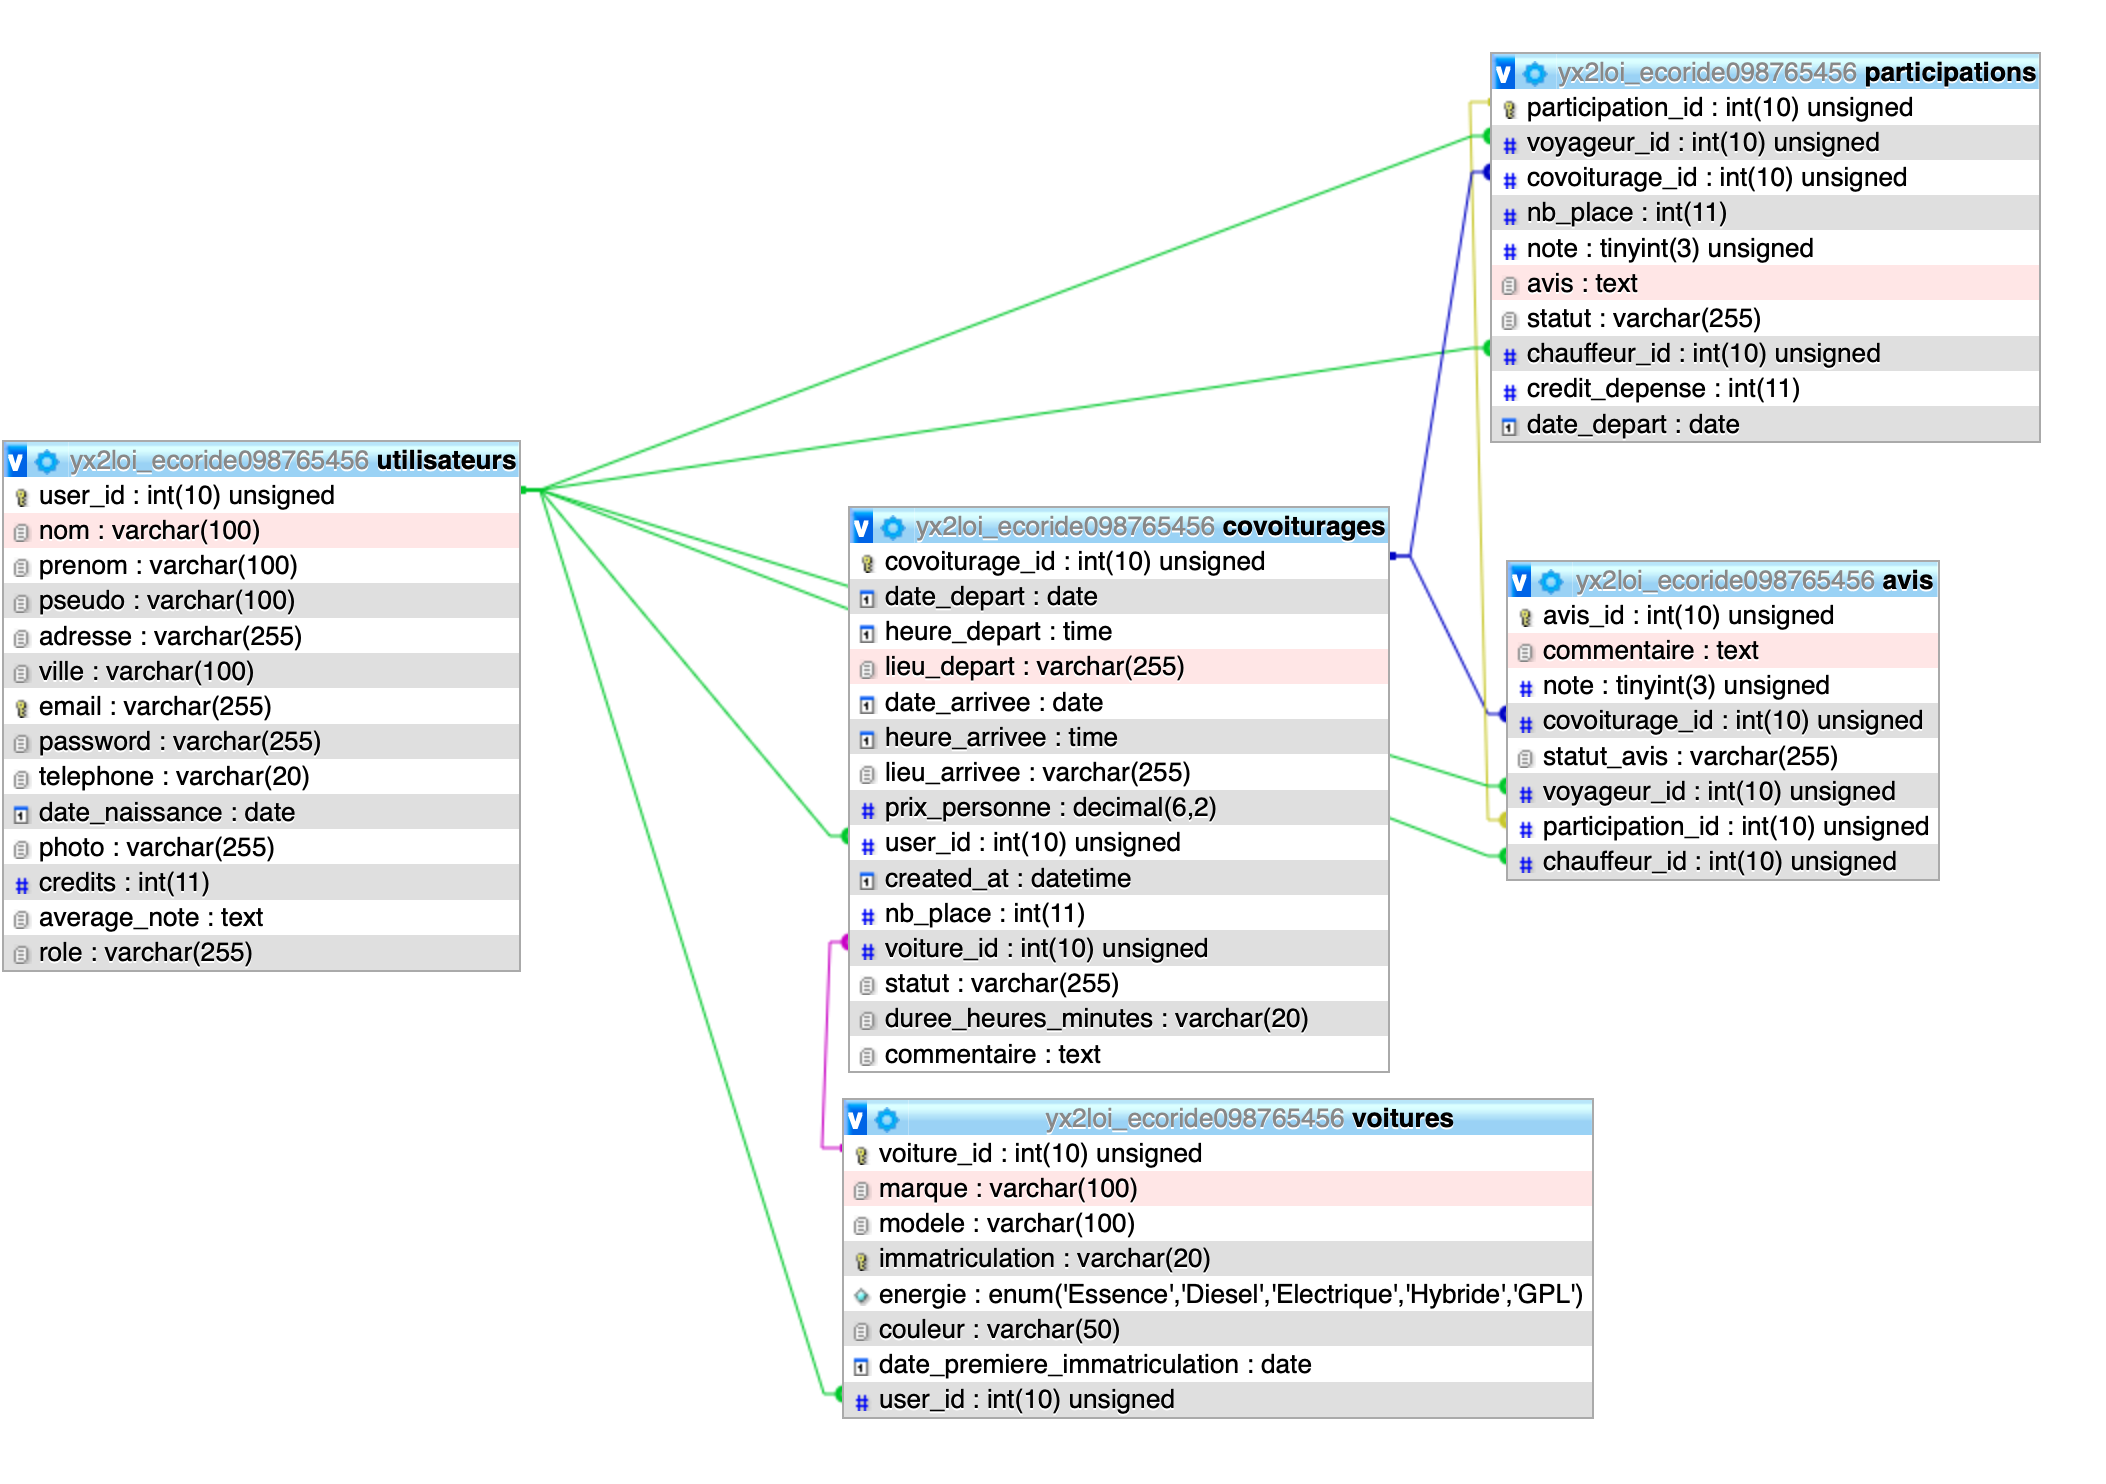 yx2loi_ecoride098765456 participations
participation_id : int(10) unsigned
voyageur_id : int(10) unsigned
covoiturage_id : int(10) unsigned
nb_place : int(11)
note : tinyint(3) unsigned
avis : text
statut : varchar(255)
chauffeur_id : int(10) unsigned
credit_depense : int(11)
date_depart : date
yx2loi_ecoride098765456 utilisateurs
user_id : int(10) unsigned
nom : varchar(100)
prenom : varchar(100)
pseudo : varchar(100)
adresse : varchar(255)
ville : varchar(100)
email : varchar(255)
password : varchar(255)
telephone : varchar(20)
date_naissance : date
photo : varchar(255)
credits : int(11)
average_note : text
role : varchar(255)
yx2loi_ecoride098765456 covoiturages
covoiturage_id : int(10) unsigned
date_depart : date
heure_depart : time
lieu_depart : varchar(255)
date_arrivee : date
heure_arrivee : time
lieu_arrivee : varchar(255)
prix_personne : decimal(6,2)
user_id : int(10) unsigned
created_at : datetime
nb_place : int(11)
voiture_id : int(10) unsigned
statut : varchar(255)
duree_heures_minutes : varchar(20)
commentaire : text
yx2loi_ecoride098765456 avis
avis_id : int(10) unsigned
commentaire : text
note : tinyint(3) unsigned
covoiturage_id : int(10) unsigned
statut_avis : varchar(255)
voyageur_id : int(10) unsigned
participation_id : int(10) unsigned
chauffeur_id : int(10) unsigned
yx2loi_ecoride098765456 voitures
voiture_id : int(10) unsigned
marque : varchar(100)
modele : varchar(100)
immatriculation : varchar(20)
energie : enum('Essence','Diesel','Electrique','Hybride','GPL')
couleur : varchar(50)
date_premiere_immatriculation : date
user_id : int(10) unsigned